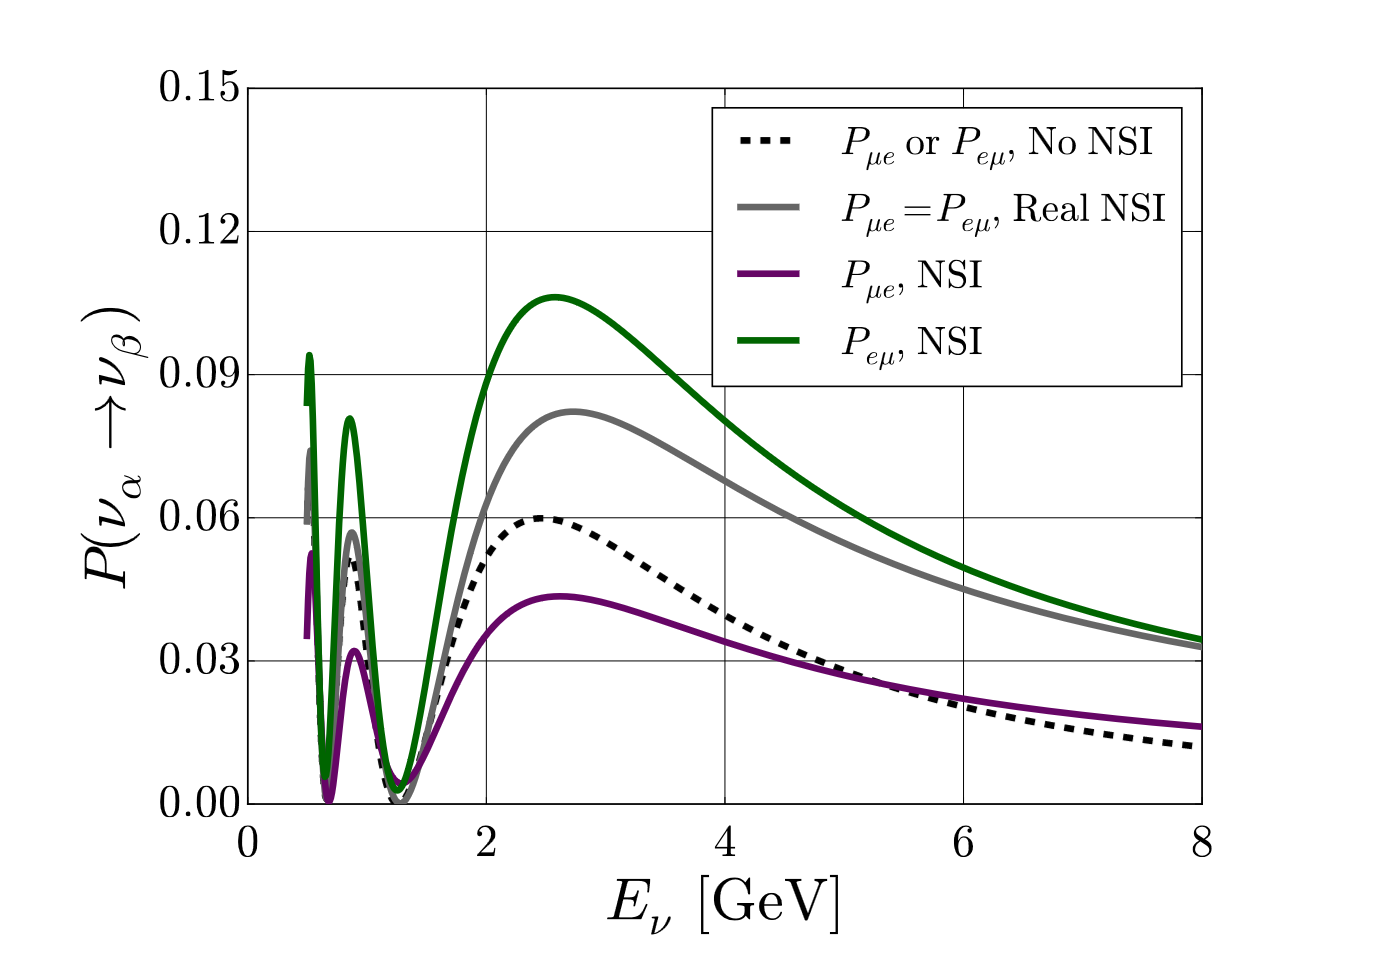 0.15
0.12
0.09
0.06
0.03
0.00
P(ν_α → ν_β)
P_μe or P_eμ, No NSI
P_μe = P_eμ, Real NSI
P_μe, NSI
P_eμ, NSI
0 2 4 6 8
E_ν [GeV]